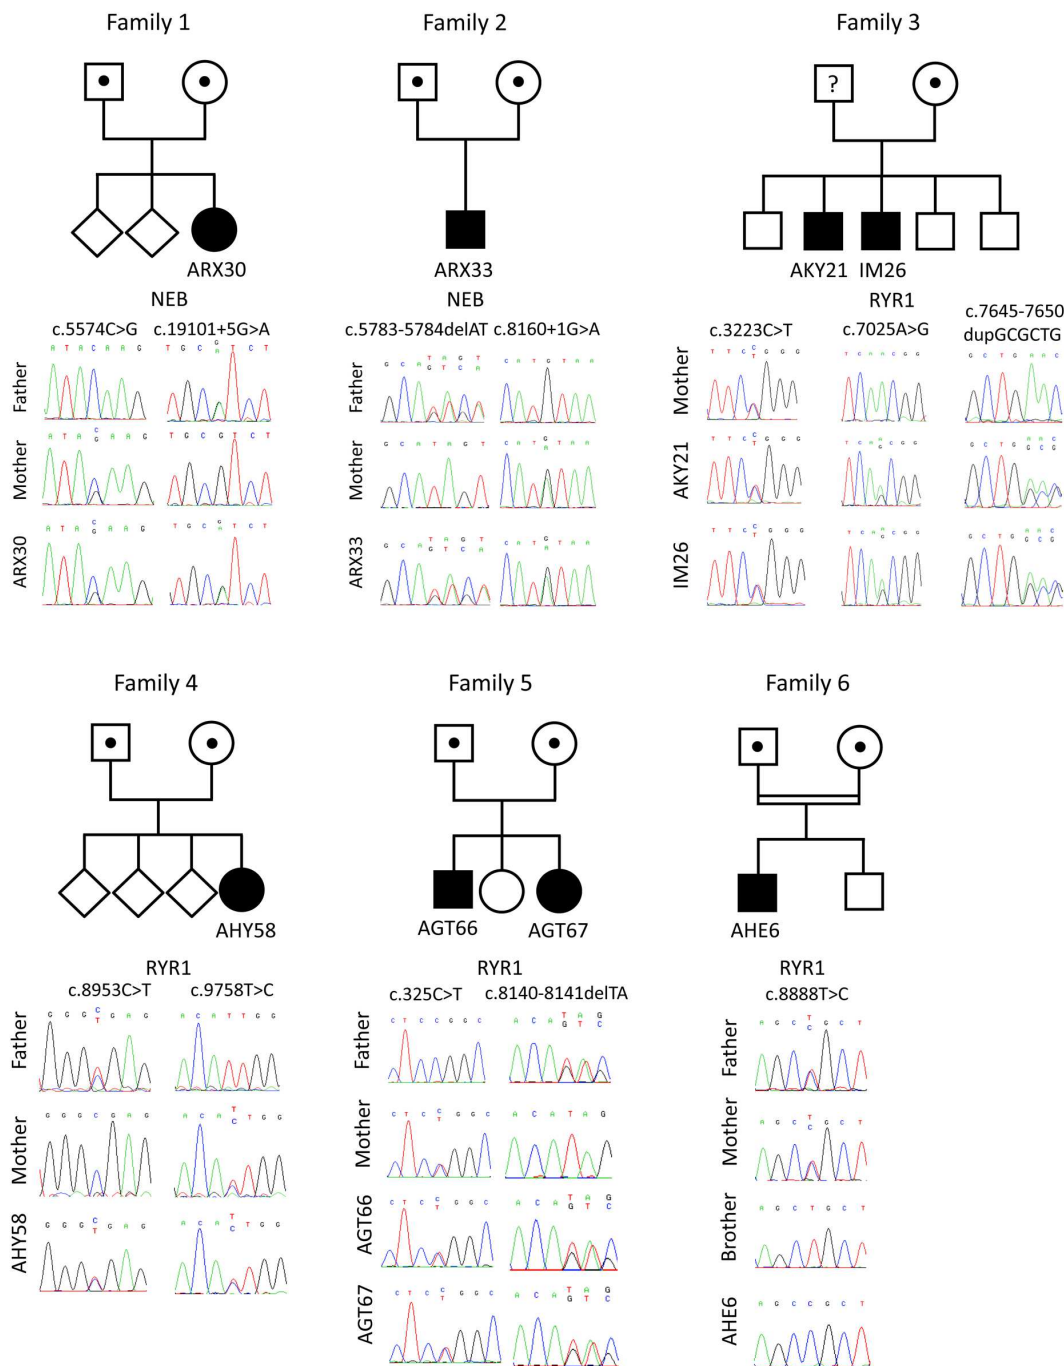 Family 1 Family 2 Family 3
?
ARX30 ARX33 AKY21 IM26
NEB NEB RYR1
c.5574C>G c.19101+5G>A c.5783-5784delAT c.8160+1G>A c.3223C>T c.7025A>G c.7645-7650 dupGCGCTG
Father A T A C A A G T G C G A T C T Father G C A T A G T G T C A C A T G T A A Mother T T C C T G G G T C A A C G G G C T G A A C
Mother A T A C G A A G T G C G T C T Mother G C A T A G T C A T G A T A A AKY21 T T C C T G G G T C A A G C G G G C T G A A C G C G
ARX30 A T A C G A A G T G C G A T C T ARX33 G C A T A G T G T C A C A T G A T A A IM26 T T C C T G G G T C A A G C G G G C T G A A C G C G
Family 4 Family 5 Family 6
AHY58 AGT66 AGT67 AHE6
RYR1 RYR1 RYR1
c.8953C>T c.9758T>C c.325C>T c.8140-8141delTA c.8888T>C
Father G G G C T G A G A C A T T G G Father C T C C G G C A C A T A G G T C Father A G C T C G C T
Mother G G G C G A G A C A T C T G G Mother C T C C T G G C A C A T A G Mother A G C T C G C T
AHY58 G G G C T G A G A C A T C T G G AGT66 C T C C T G G C A C A T A G G T C Brother A G C T G C T
AGT67 C T C C T G G C A C A T A G G T C AHE6 A G C C G C T